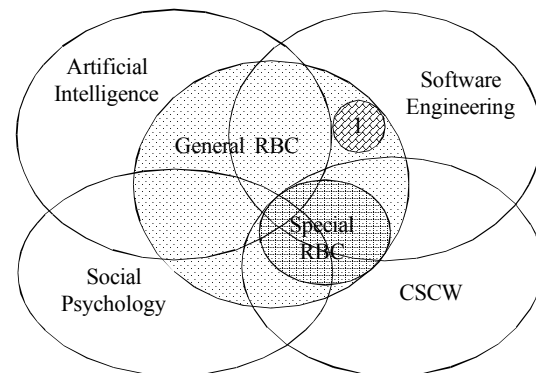 Artificial
Intelligence
Software
Engineering
General RBC
1
Special
RBC
Social
Psychology
CSCW